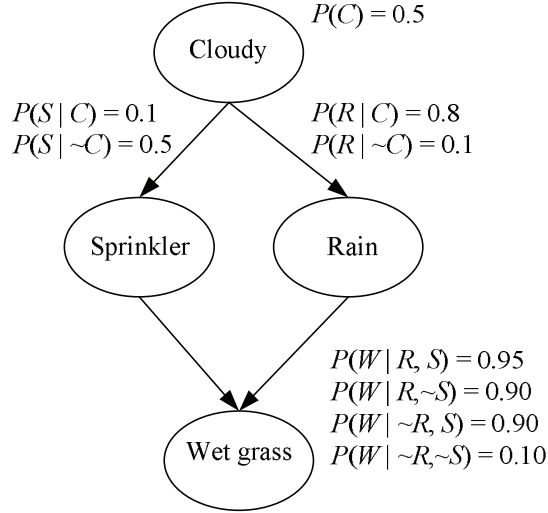 P(C) = 0.5
Cloudy
P(S | C) = 0.1
P(S | ~C) = 0.5
P(R | C) = 0.8
P(R | ~C) = 0.1
Sprinkler
Rain
P(W | R, S) = 0.95
P(W | R,~S) = 0.90
P(W | ~R, S) = 0.90
P(W | ~R,~S) = 0.10
Wet grass